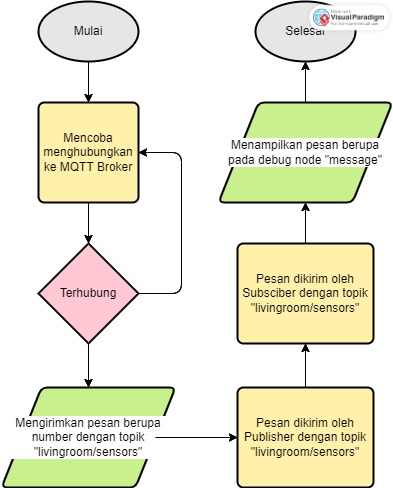 Mulai
Mencoba
menghubungkan
ke MQTT Broker
Terhubung
Mengirimkan pesan berupa
number dengan topik
"livingroom/sensors"
Pesan dikirim oleh
Publisher dengan topik
"livingroom/sensors"
Pesan dikirim oleh
Subsciber dengan topik
"livingroom/sensors"
Menampilkan pesan berupa
pada debug node "message"
Selesai
Made with
Visual Paradigm
For non-commercial use